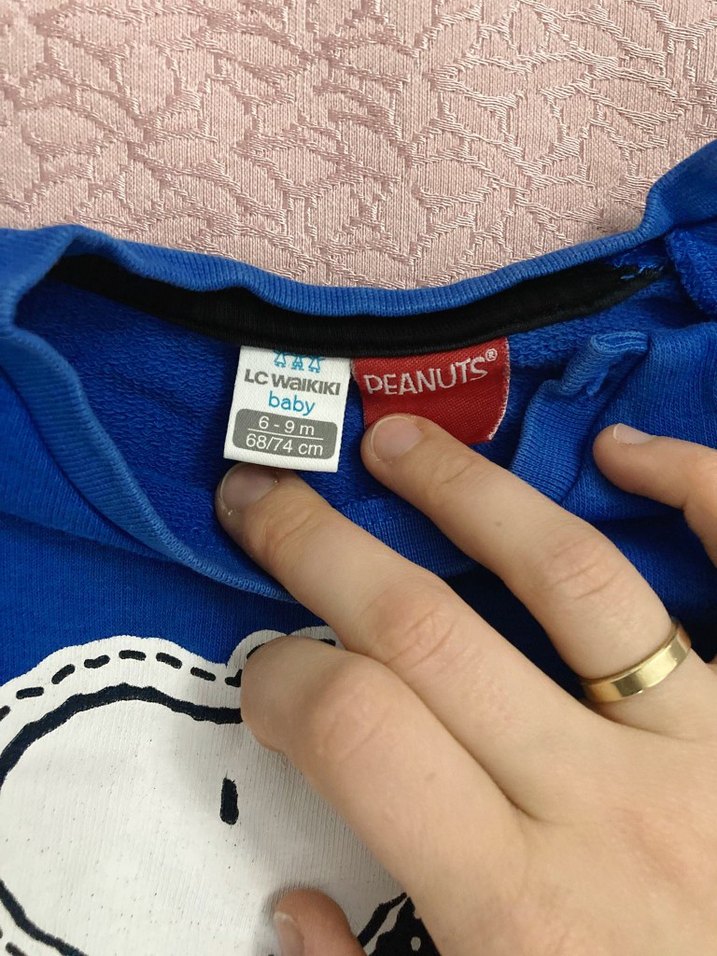 LC WAIKIKI
baby
6 - 9 m
68/74 cm
PEANUTS®